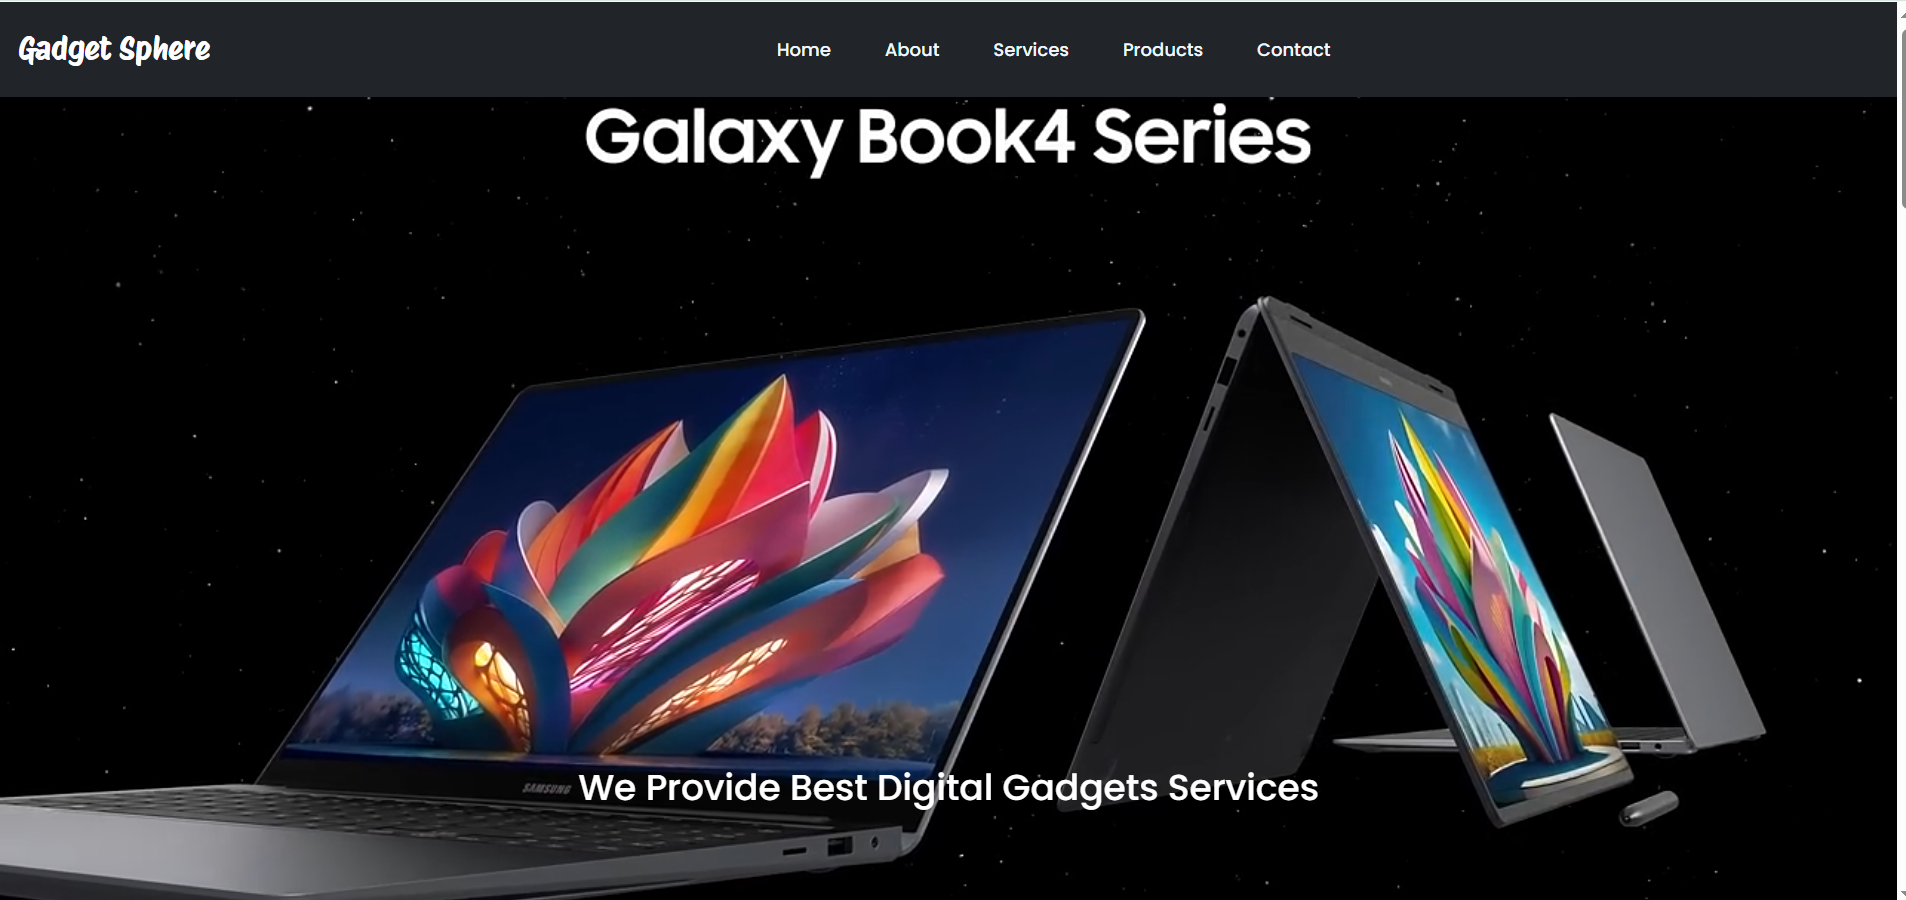 Gadget Sphere
Home About Services Products Contact
Galaxy Book4 Series
SAMSUNG
We Provide Best Digital Gadgets Services